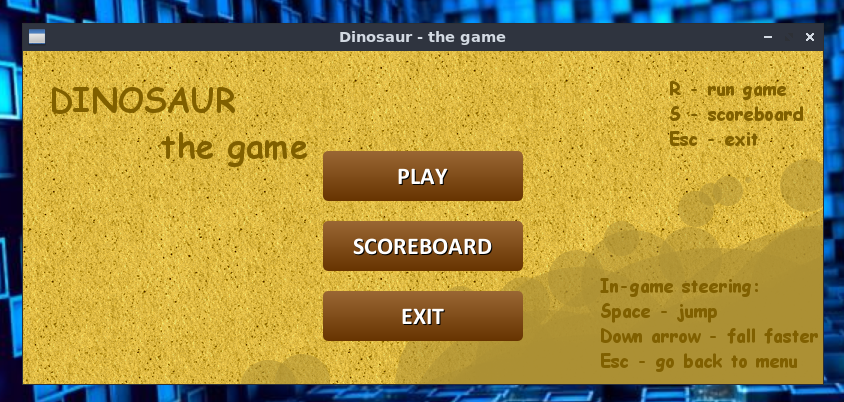 Dinosaur - the game
DINOSAUR
the game
R - run game
S - scoreboard
Esc - exit
PLAY
SCOREBOARD
EXIT
In-game steering:
Space - jump
Down arrow - fall faster
Esc - go back to menu